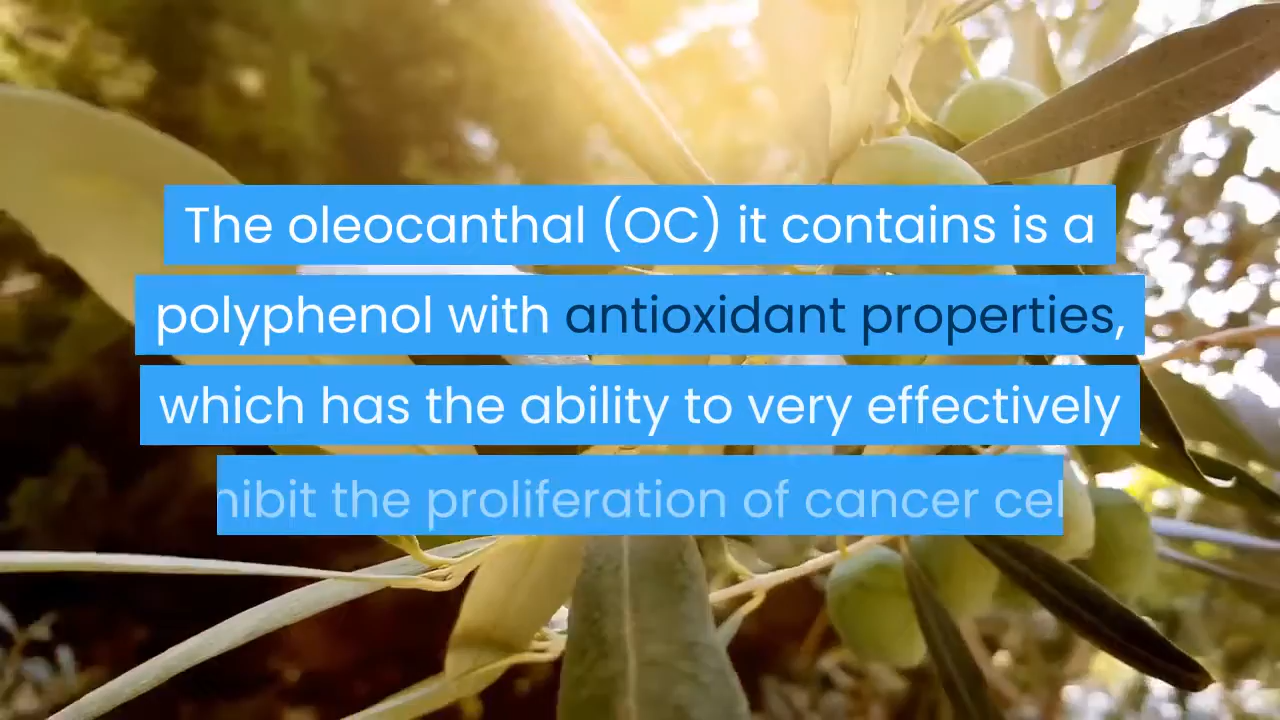 The oleocanthal (OC) it contains is a
polyphenol with antioxidant properties,
which has the ability to very effectively
the proliferation of cancer